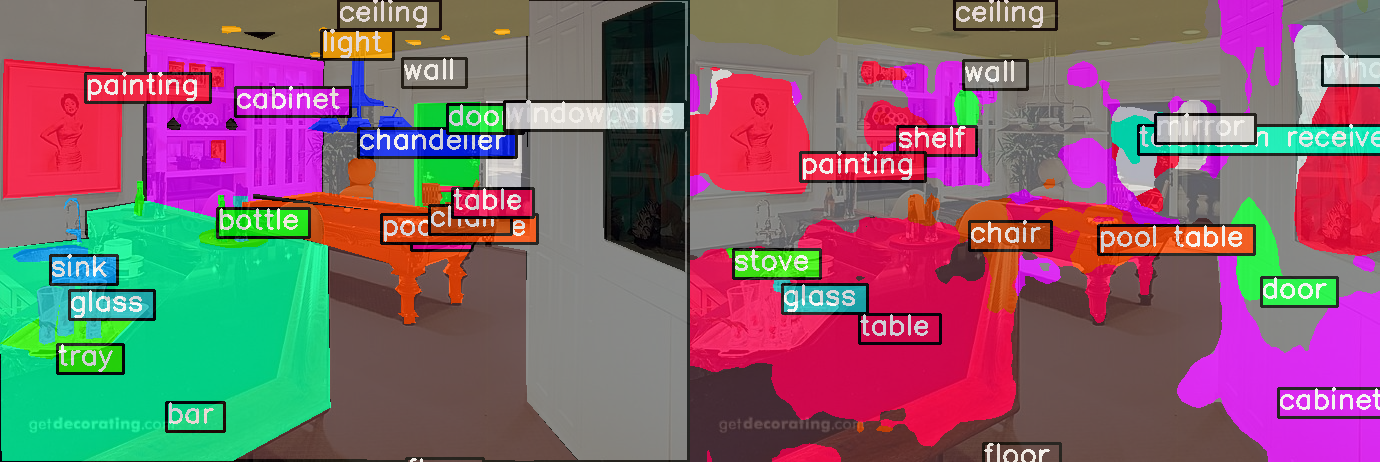 ceiling
light
wall
painting
cabinet
chandelier
windowpane
table
bottle
sink
glass
tray
bar
getdecorating.com
ceiling
wall
shelf
painting
mirror
chair
pool table
stove
glass
table
door
cabinet
floor
getdecorating.com